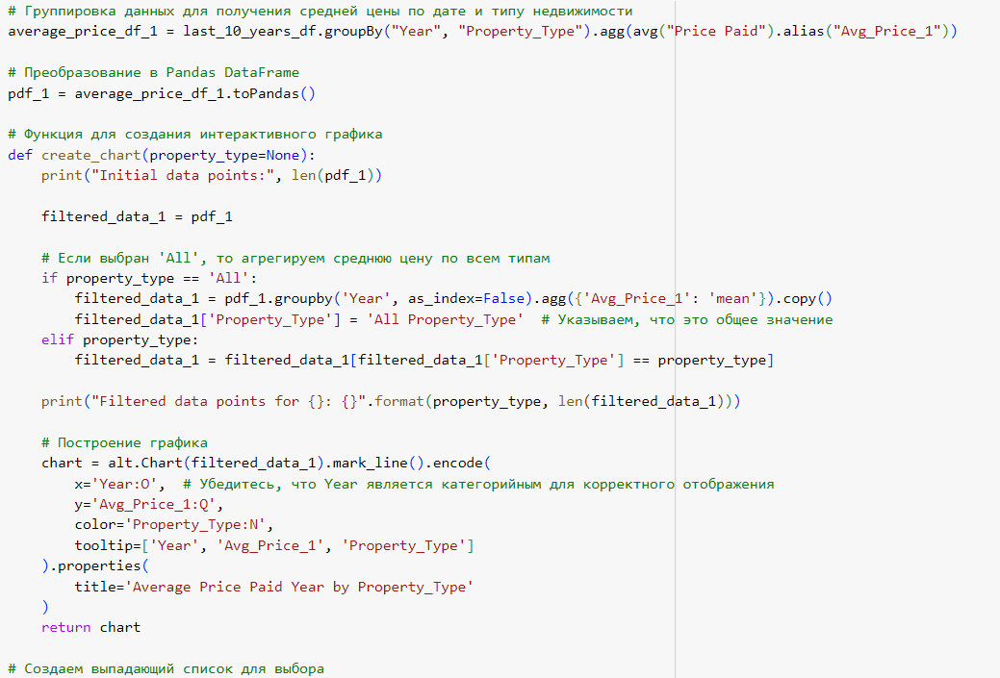 # Группировка данных для получения средней цены по дате и типу недвижимости
average_price_df_1 = last_10_years_df.groupBy("Year", "Property_Type").agg(avg("Price Paid").alias("Avg_Price_1"))

# Преобразование в Pandas DataFrame
pdf_1 = average_price_df_1.toPandas()

# Функция для создания интерактивного графика
def create_chart(property_type=None):
    print("Initial data points:", len(pdf_1))

    filtered_data_1 = pdf_1

    # Если выбран 'All', то агрегируем среднюю цену по всем типам
    if property_type == 'All':
        filtered_data_1 = pdf_1.groupby('Year', as_index=False).agg({'Avg_Price_1': 'mean'}).copy()
        filtered_data_1['Property_Type'] = 'All Property_Type'  # Указываем, что это общее значение
    elif property_type:
        filtered_data_1 = filtered_data_1[filtered_data_1['Property_Type'] == property_type]

    print("Filtered data points for {}: {}".format(property_type, len(filtered_data_1)))

    # Построение графика
    chart = alt.Chart(filtered_data_1).mark_line().encode(
        x='Year:O',  # Убедитесь, что Year является категорийным для корректного отображения
        y='Avg_Price_1:Q',
        color='Property_Type:N',
        tooltip=['Year', 'Avg_Price_1', 'Property_Type']
    ).properties(
        title='Average Price Paid Year by Property_Type'
    )
    return chart

# Создаем выпадающий список для выбора